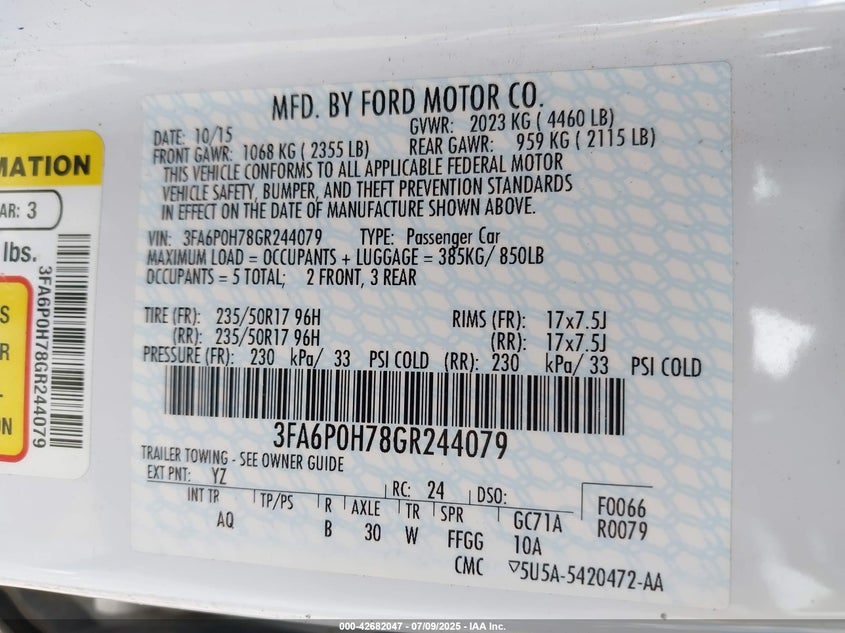 MFD. BY FORD MOTOR CO.
DATE: 10/15 GVWR: 2023 KG ( 4460 LB)
FRONT GAWR: 1068 KG ( 2355 LB) REAR GAWR: 959 KG ( 2115 LB)
THIS VEHICLE CONFORMS TO ALL APPLICABLE FEDERAL MOTOR
VEHICLE SAFETY, BUMPER, AND THEFT PREVENTION STANDARDS
IN EFFECT ON THE DATE OF MANUFACTURE SHOWN ABOVE.
VIN: 3FA6P0H78GR244079 TYPE: Passenger Car
MAXIMUM LOAD = OCCUPANTS + LUGGAGE = 385KG/ 850LB
OCCUPANTS = 5 TOTAL; 2 FRONT, 3 REAR
TIRE (FR): 235/50R17 96H RIMS (FR): 17x7.5J
(RR): 235/50R17 96H (RR): 17x7.5J
PRESSURE (FR): 230 kPa/ 33 PSI COLD (RR): 230 kPa/ 33 PSI COLD
3FA6P0H78GR244079
TRAILER TOWING - SEE OWNER GUIDE
EXT PNT: YZ RC: 24 DSO: F0066
INT TR TP/PS R AXLE TR SPR GC71A R0079
AQ B 30 W FFGG 10A
CMC ▽5U5A-5420472-AA
MATION
AR: 3
lbs.
3FA6P0H78GR244079
S
R
-
ON
000-42682047 - 07/09/2025 - IAA Inc.